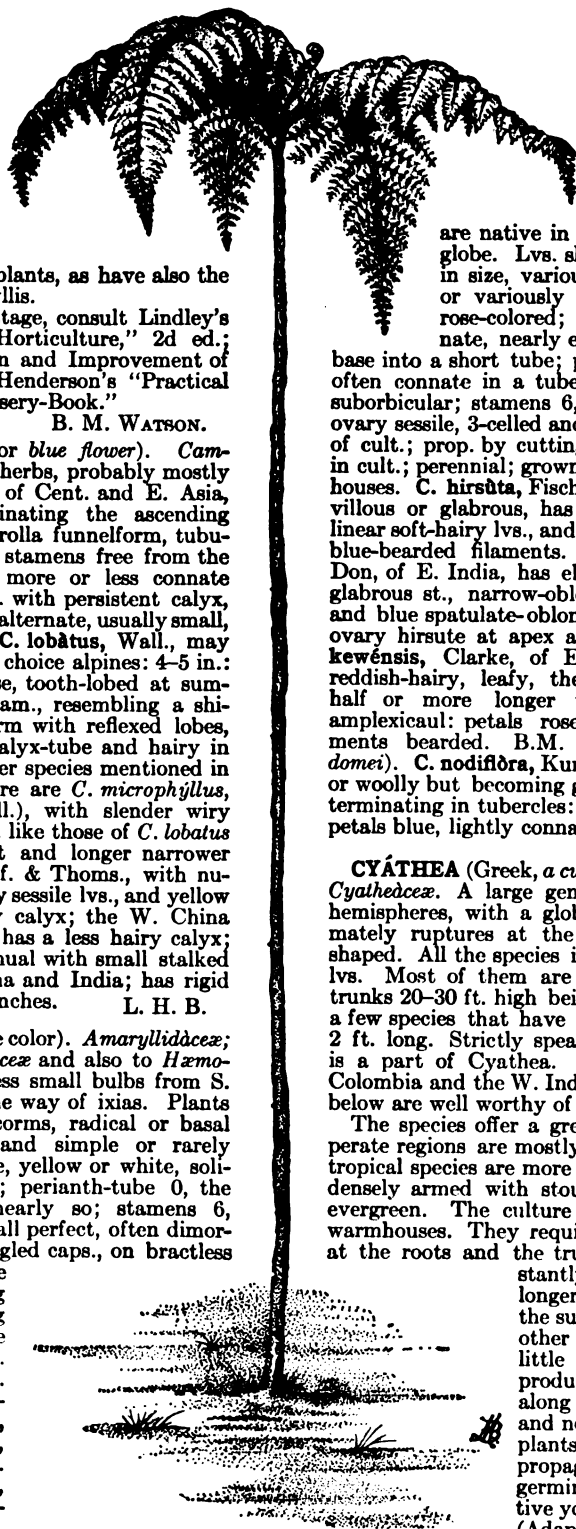 plants, as have also the
tage, consult Lindley's
Horticulture," 2d ed.;
n and Improvement of
Henderson's "Practical
sery-Book."
B. M. WATSON.
or blue flower). Cam-
herbs, probably mostly
of Cent. and E. Asia,
inating the ascending
rolla funnelform, tubu-
stamens free from the
more or less connate
. with persistent calyx,
alternate, usually small,
C. lobàtus, Wall., may
choice alpines: 4–5 in.:
se, tooth-lobed at sum-
am., resembling a shi-
rm with reflexed lobes,
alyx-tube and hairy in
er species mentioned in
re are C. microphýllus,
ll.), with slender wiry
like those of C. lobatus
t and longer narrower
f. & Thoms., with nu-
y sessile lvs., and yellow
calyx; the W. China
has a less hairy calyx;
nual with small stalked
na and India; has rigid
nches. L. H. B.
e color). Amaryllidàceæ;
ceæ and also to Hæmo-
ess small bulbs from S.
e way of ixias. Plants
corms, radical or basal
and simple or rarely
e, yellow or white, soli-
; perianth-tube 0, the
nearly so; stamens 6,
all perfect, often dimor-
gled caps., on bractless
are native in
globe. Lvs. s
in size, variou
or variously
rose-colored;
nate, nearly e
base into a short tube; p
often connate in a tube
suborbicular; stamens 6,
ovary sessile, 3-celled and
of cult.; prop. by cutting
in cult.; perennial; grown
houses. C. hirsùta, Fisch
villous or glabrous, has
linear soft-hairy lvs., and
blue-bearded filaments.
Don, of E. India, has el
glabrous st., narrow-oblo
and blue spatulate-oblon
ovary hirsute at apex a
kewénsis, Clarke, of E
reddish-hairy, leafy, the
half or more longer
amplexicaul: petals rose
ments bearded. B.M.
domei). C. nodiflòra, Kun
or woolly but becoming g
terminating in tubercles:
petals blue, lightly conna
CYÁTHEA (Greek, a cu
Cyatheàceæ. A large gen
hemispheres, with a glob
mately ruptures at the
shaped. All the species i
lvs. Most of them are
trunks 20–30 ft. high bei
a few species that have
2 ft. long. Strictly spea
is a part of Cyathea.
Colombia and the W. Ind
below are well worthy of
The species offer a gre
perate regions are mostly
tropical species are more
densely armed with stou
evergreen. The culture
warmhouses. They requi
at the roots and the tru
stantly
longer
the su
other
little
produ
along
and no
plants
propag
germin
tive yo